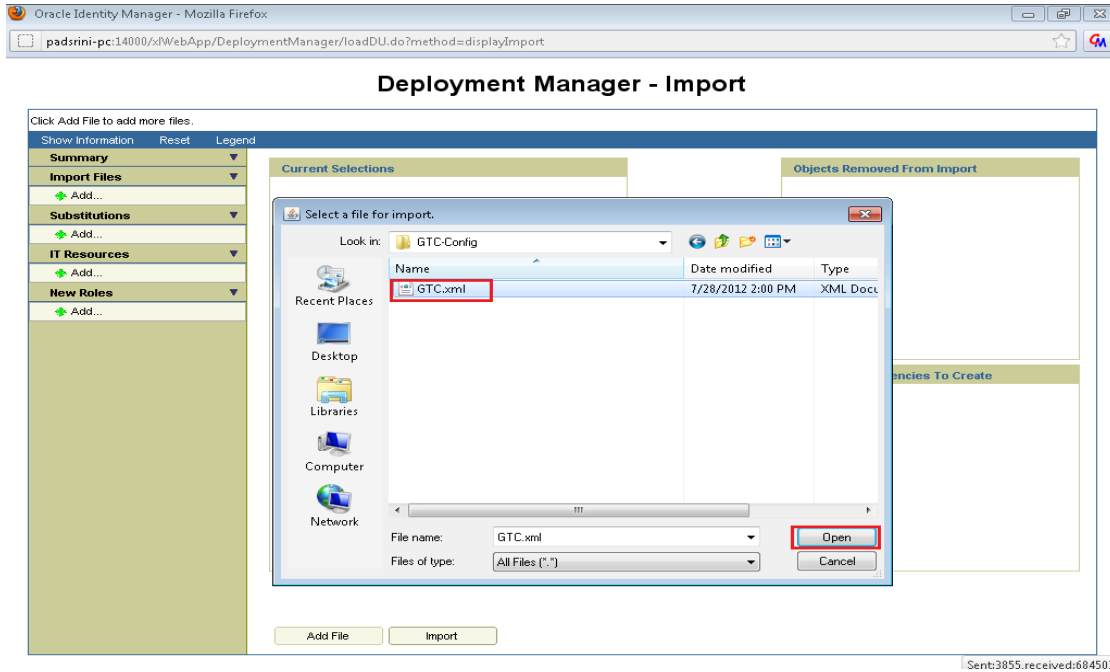 Oracle Identity Manager - Mozilla Firefox
padsrini-pc:14000/xlWebApp/DeploymentManager/loadDU.do?method=displayImport
Deployment Manager - Import
Click Add File to add more files.
Show Information Reset Legend
Summary
Import Files
Add...
Substitutions
Add...
IT Resources
Add...
New Roles
Add...
Current Selections
Objects Removed From Import
Select a file for import.
Look in: GTC-Config
Name Date modified Type
GTC.xml 7/28/2012 2:00 PM XML Docu
Recent Places
Desktop
Libraries
Computer
Network
File name: GTC.xml Open
Files of type: All Files ("*") Cancel
encies To Create
Add File Import
Sent:3855,received:68450